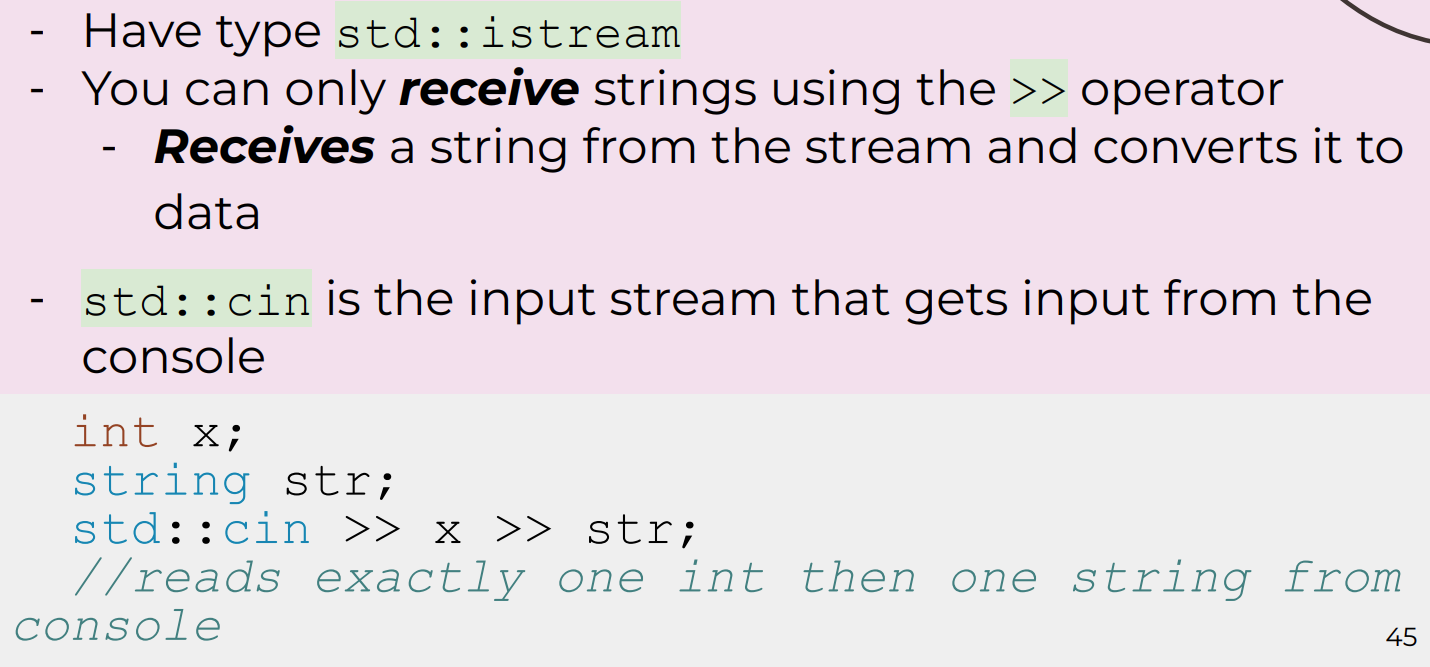 - Have type std::istream
- You can only receive strings using the >> operator
- Receives a string from the stream and converts it to
data
- std::cin is the input stream that gets input from the
console
int x;
string str;
std::cin >> x >> str;
//reads exactly one int then one string from
console
45